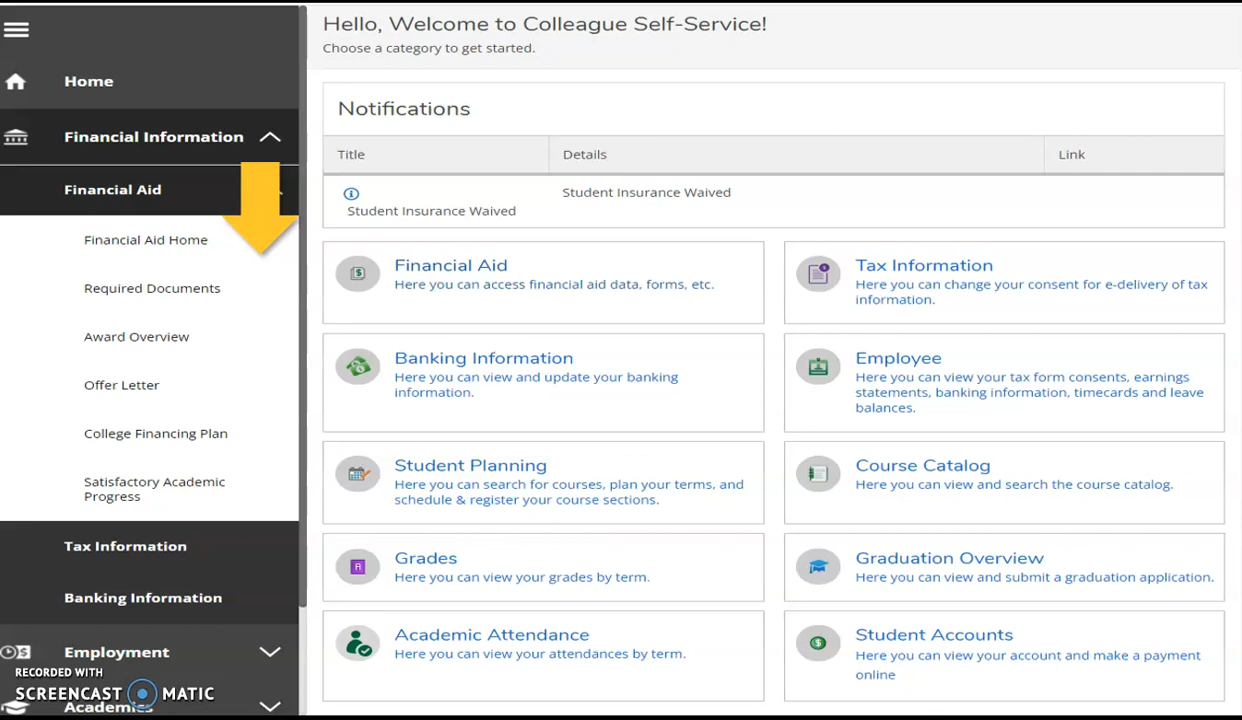 Home
Financial Information
Financial Aid
Financial Aid Home
Required Documents
Award Overview
Offer Letter
College Financing Plan
Satisfactory Academic
Progress
Tax Information
Banking Information
Employment
RECORDED WITH
SCREENCAST MATIC
Academics
Hello, Welcome to Colleague Self-Service!
Choose a category to get started.
Notifications
Title Details Link
Student Insurance Waived
Student Insurance Waived
Financial Aid
Here you can access financial aid data, forms, etc.
Tax Information
Here you can change your consent for e-delivery of tax
information.
Banking Information
Here you can view and update your banking
information.
Employee
Here you can view your tax form consents, earnings
statements, banking information, timecards and leave
balances.
Student Planning
Here you can search for courses, plan your terms, and
schedule & register your course sections.
Course Catalog
Here you can view and search the course catalog.
Grades
Here you can view your grades by term.
Graduation Overview
Here you can view and submit a graduation application.
Academic Attendance
Here you can view your attendances by term.
Student Accounts
Here you can view your account and make a payment
online